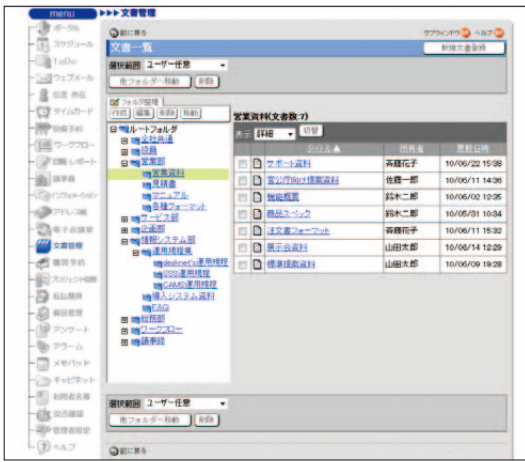 menu
▶▶▶文書管理
ポータル
スケジュール
ToDo
ウェブメール
伝言・所在
タイムカード
設備予約
ワークフロー
回覧・レポート
議事録
インフォメーション
アドレス帳
電子会議室
文書管理
購買予約
プロジェクト管理
仮払精算
備品管理
アンケート
アラーム
メモパッド
キャビネット
利用者名簿
安否確認
管理者設定
ヘルプ
前に戻る
サブウィンドウ ヘルプ
文書一覧
新規文書登録
選択範囲 ユーザー任意
他フォルダへ移動 削除
フォルダ整理
作成 編集 削除 移動
ルートフォルダ
全社共通
役員
営業部
営業資料
見積書
マニュアル
各種フォーマット
サービス部
企画部
情報システム部
運用規程集
desknet's運用規程
SSS運用規程
CAMS運用規程
導入システム資料
FAQ
総務部
ワークフロー
議事録
営業資料(文書数:7)
表示 詳細 切替
タイトル▲ 所有者 更新日時
サポート資料 斉藤花子 10/06/22 15:38
官公庁向け提案資料 佐藤一郎 10/06/11 14:36
機能概要 鈴木二郎 10/06/02 12:35
商品スペック 鈴木二郎 10/05/31 10:34
注文書フォーマット 斉藤花子 10/06/11 15:32
展示会資料 山田太郎 10/06/14 12:29
標準提案資料 山田太郎 10/06/09 19:28
選択範囲 ユーザー任意
他フォルダへ移動 削除
前に戻る